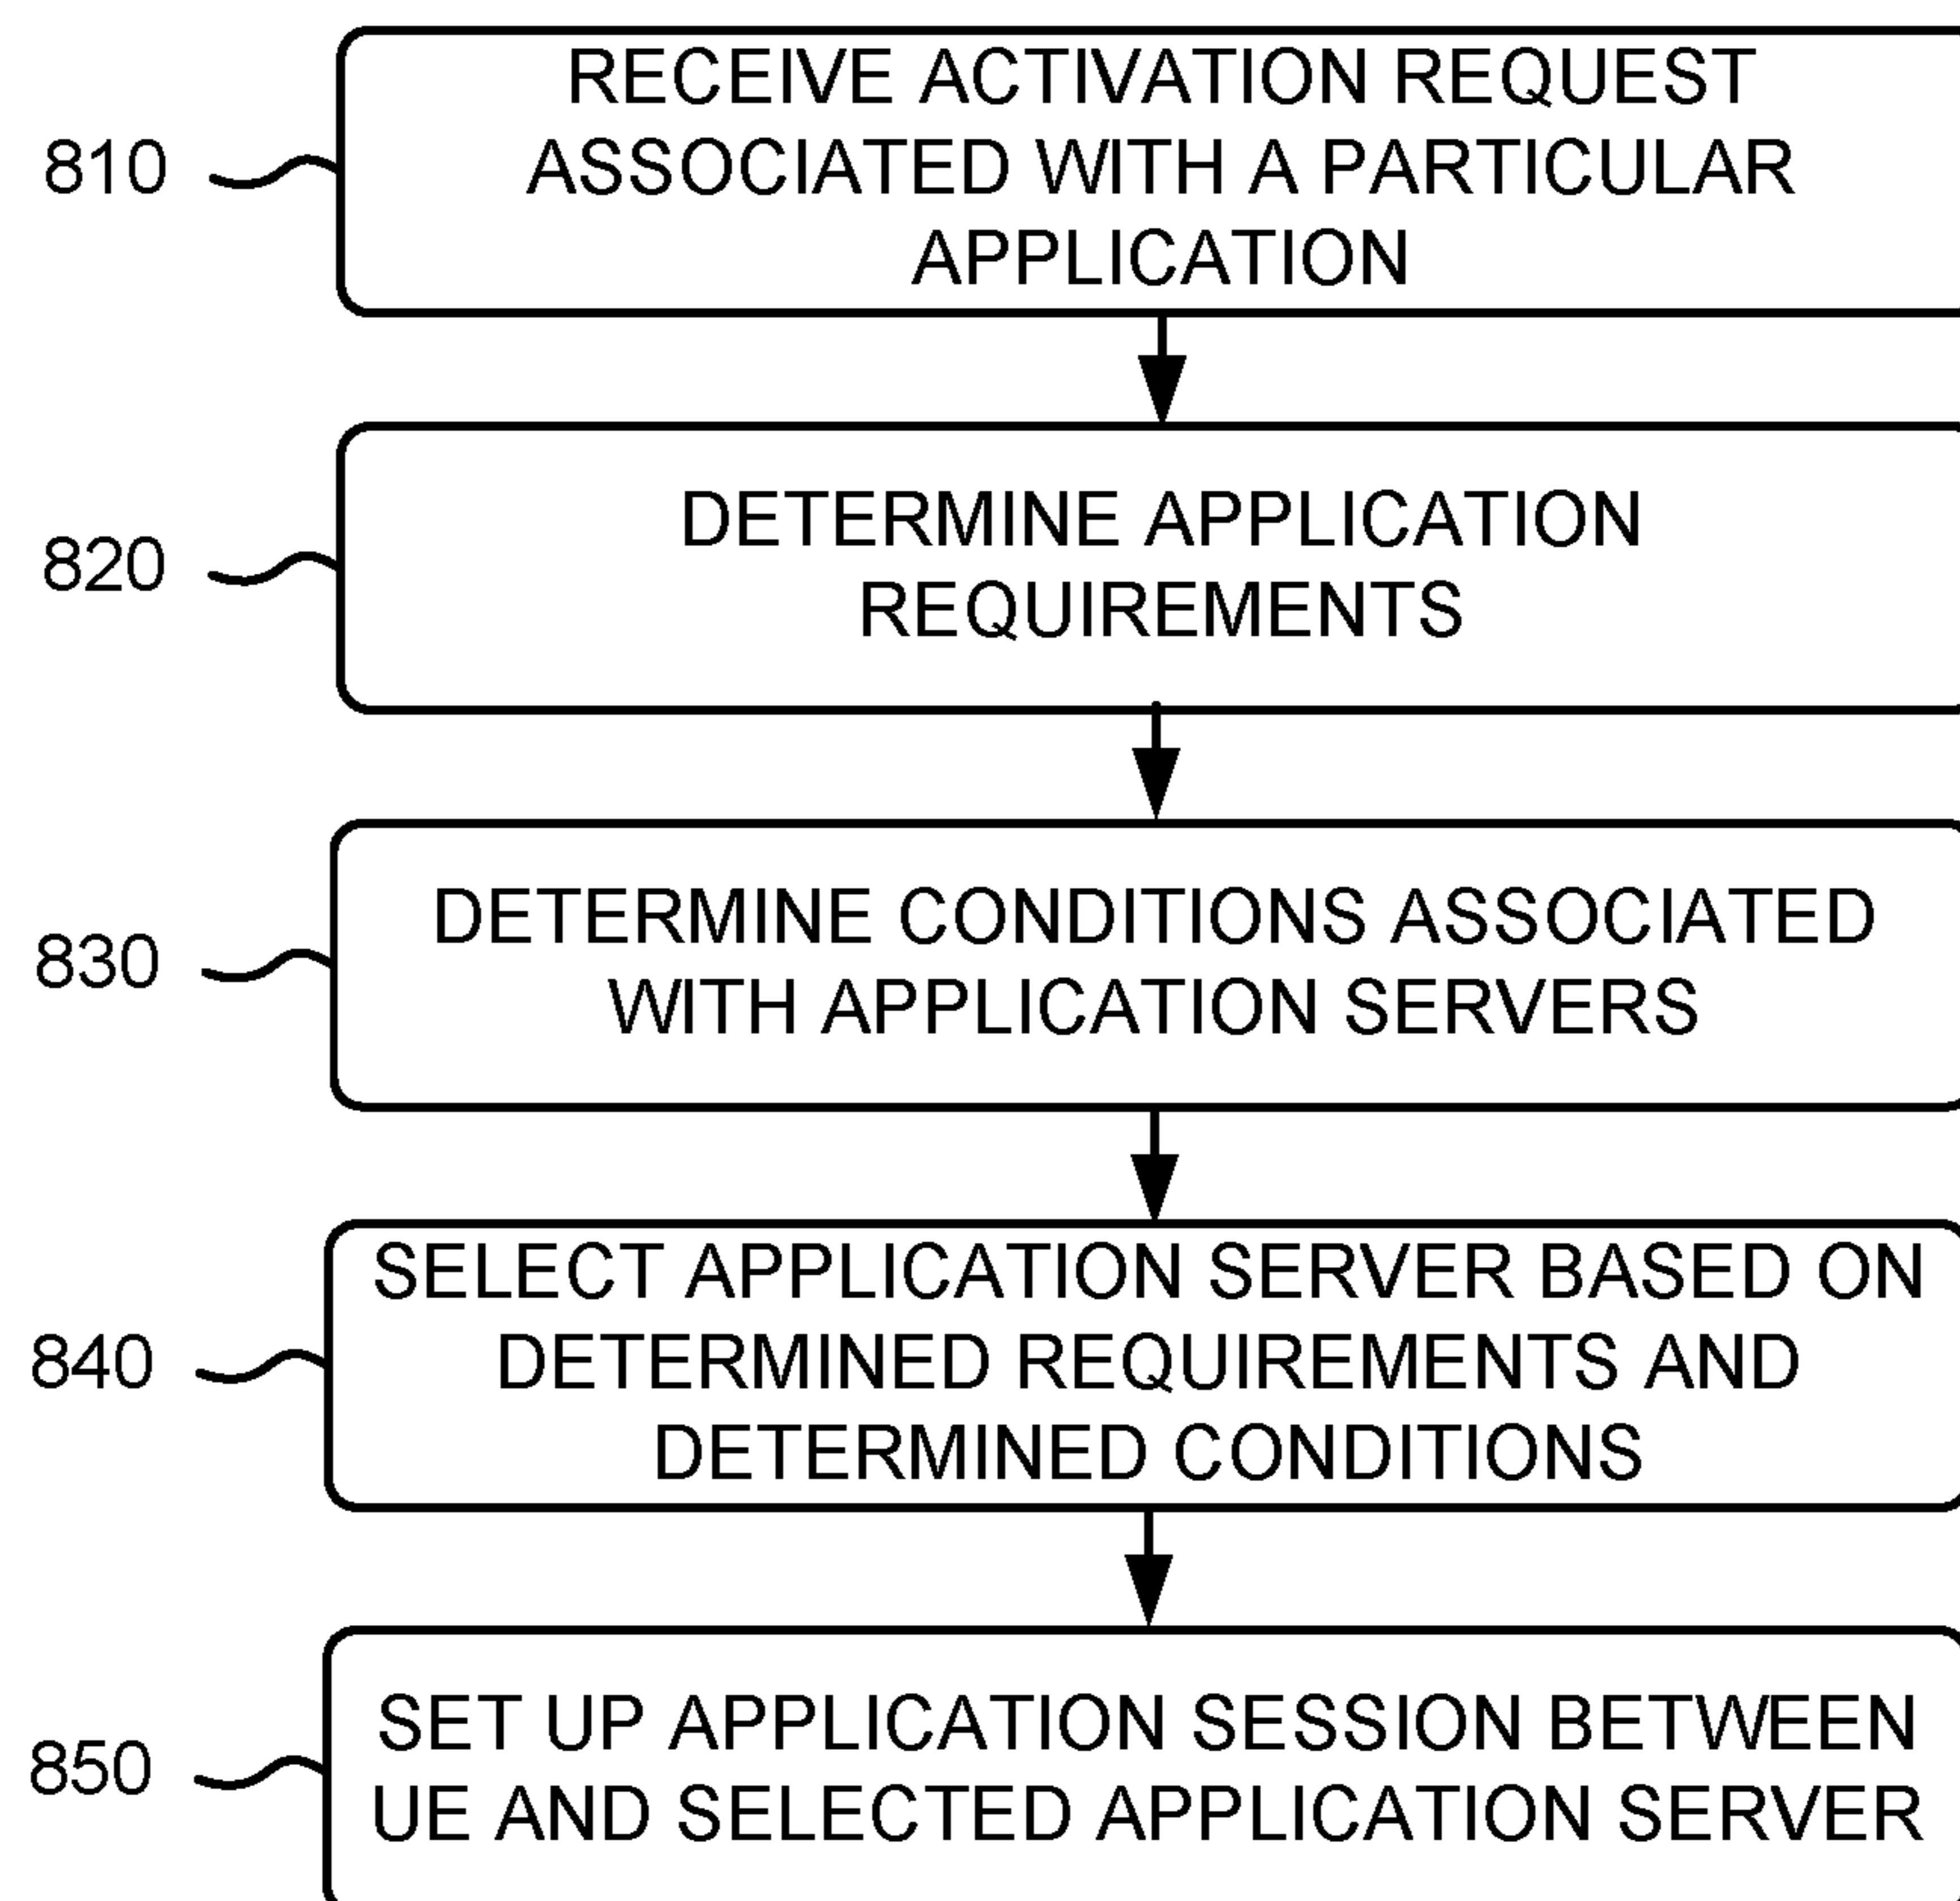 RECEIVE ACTIVATION REQUEST
ASSOCIATED WITH A PARTICULAR
APPLICATION
810
DETERMINE APPLICATION
REQUIREMENTS
820
DETERMINE CONDITIONS ASSOCIATED
WITH APPLICATION SERVERS
830
SELECT APPLICATION SERVER BASED ON
DETERMINED REQUIREMENTS AND
DETERMINED CONDITIONS
840
SET UP APPLICATION SESSION BETWEEN
UE AND SELECTED APPLICATION SERVER
850